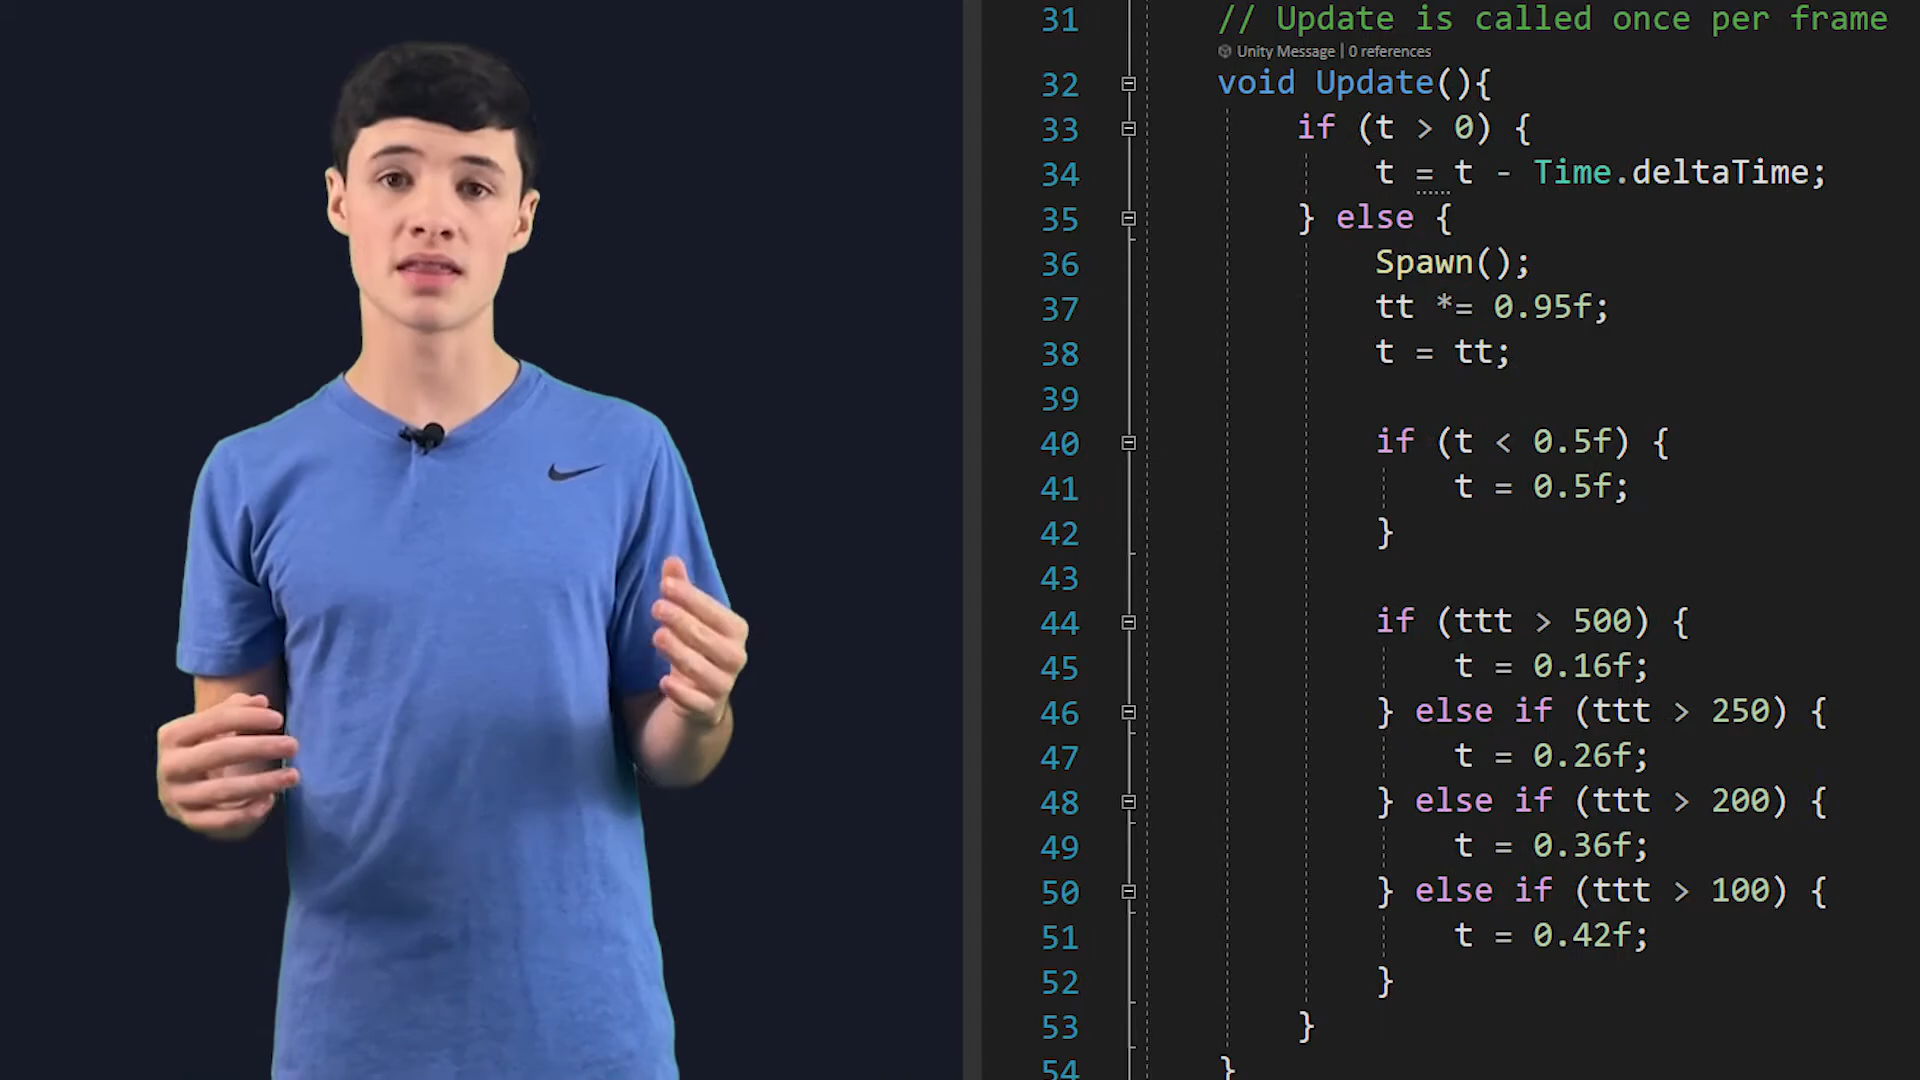 31 // Update is called once per frame
Unity Message | 0 references
32 void Update(){
33 if (t > 0) {
34 t = t - Time.deltaTime;
35 } else {
36 Spawn();
37 tt *= 0.95f;
38 t = tt;
39
40 if (t < 0.5f) {
41 t = 0.5f;
42 }
43
44 if (ttt > 500) {
45 t = 0.16f;
46 } else if (ttt > 250) {
47 t = 0.26f;
48 } else if (ttt > 200) {
49 t = 0.36f;
50 } else if (ttt > 100) {
51 t = 0.42f;
52 }
53 }
54 }